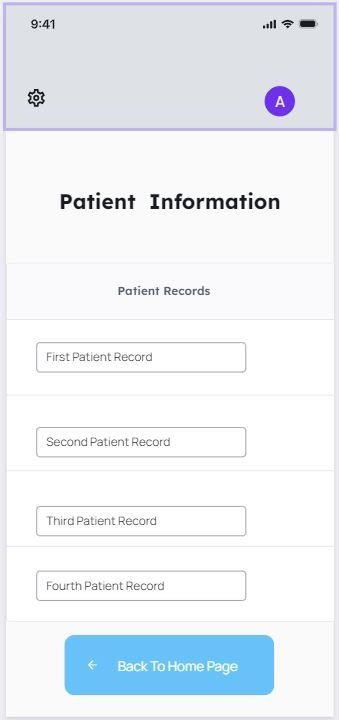 9:41
A
Patient Information
Patient Records
First Patient Record
Second Patient Record
Third Patient Record
Fourth Patient Record
Back To Home Page